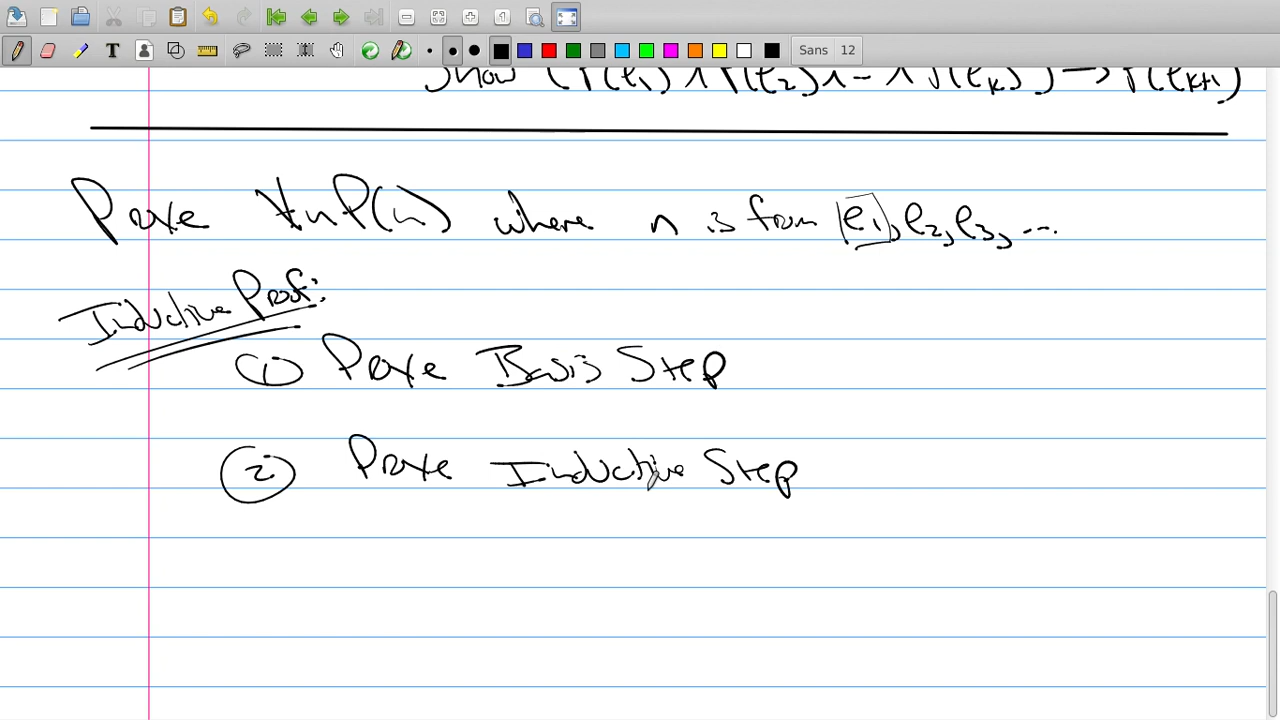 T
Sans 12
Show (P(e₁) ∧ P(e₂) ∧ -- ∧ P(eₖ)) → P(eₖ₊₁)
Prove ∀nP(n) where n is from e₁, e₂, e₃, ...
Inductive Proof:
① Prove Basis Step
② Prove Inductive Step